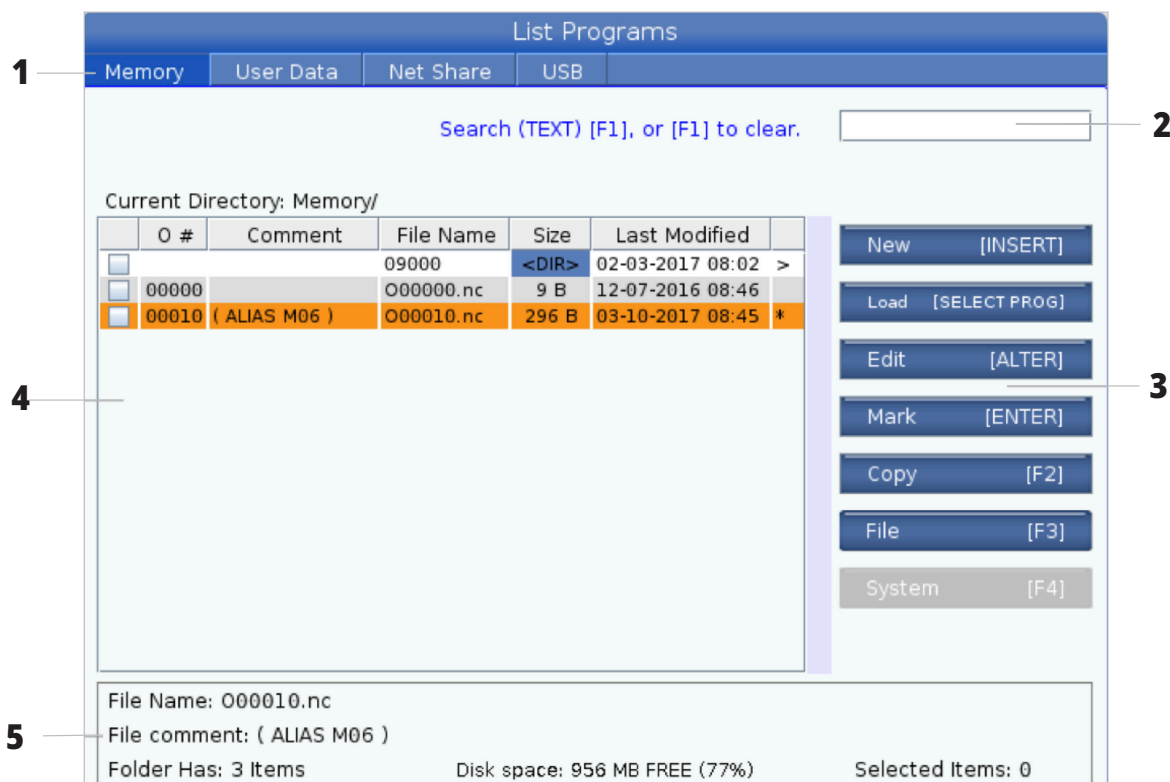 List Programs
1 Memory User Data Net Share USB
Search (TEXT) [F1], or [F1] to clear. 2
Current Directory: Memory/
O # Comment File Name Size Last Modified
09000 <DIR> 02-03-2017 08:02 >
00000 O00000.nc 9 B 12-07-2016 08:46
00010 ( ALIAS M06 ) O00010.nc 296 B 03-10-2017 08:45 *
4
New [INSERT]
Load [SELECT PROG]
Edit [ALTER]
3
Mark [ENTER]
Copy [F2]
File [F3]
System [F4]
File Name: O00010.nc
5 File comment: ( ALIAS M06 )
Folder Has: 3 Items Disk space: 956 MB FREE (77%) Selected Items: 0